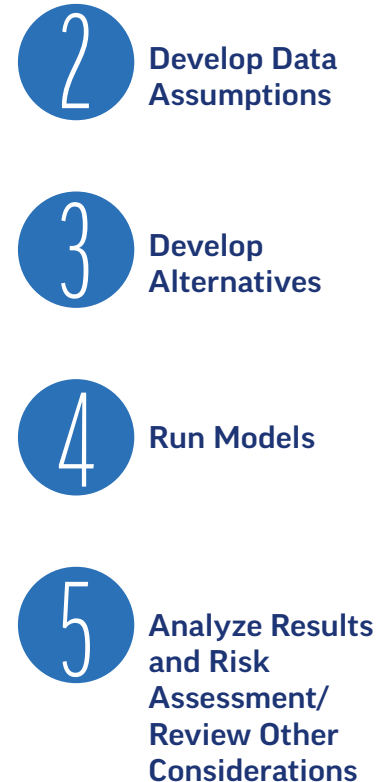 2
Develop Data
Assumptions
3
Develop
Alternatives
4
Run Models
5
Analyze Results
and Risk
Assessment/
Review Other
Considerations